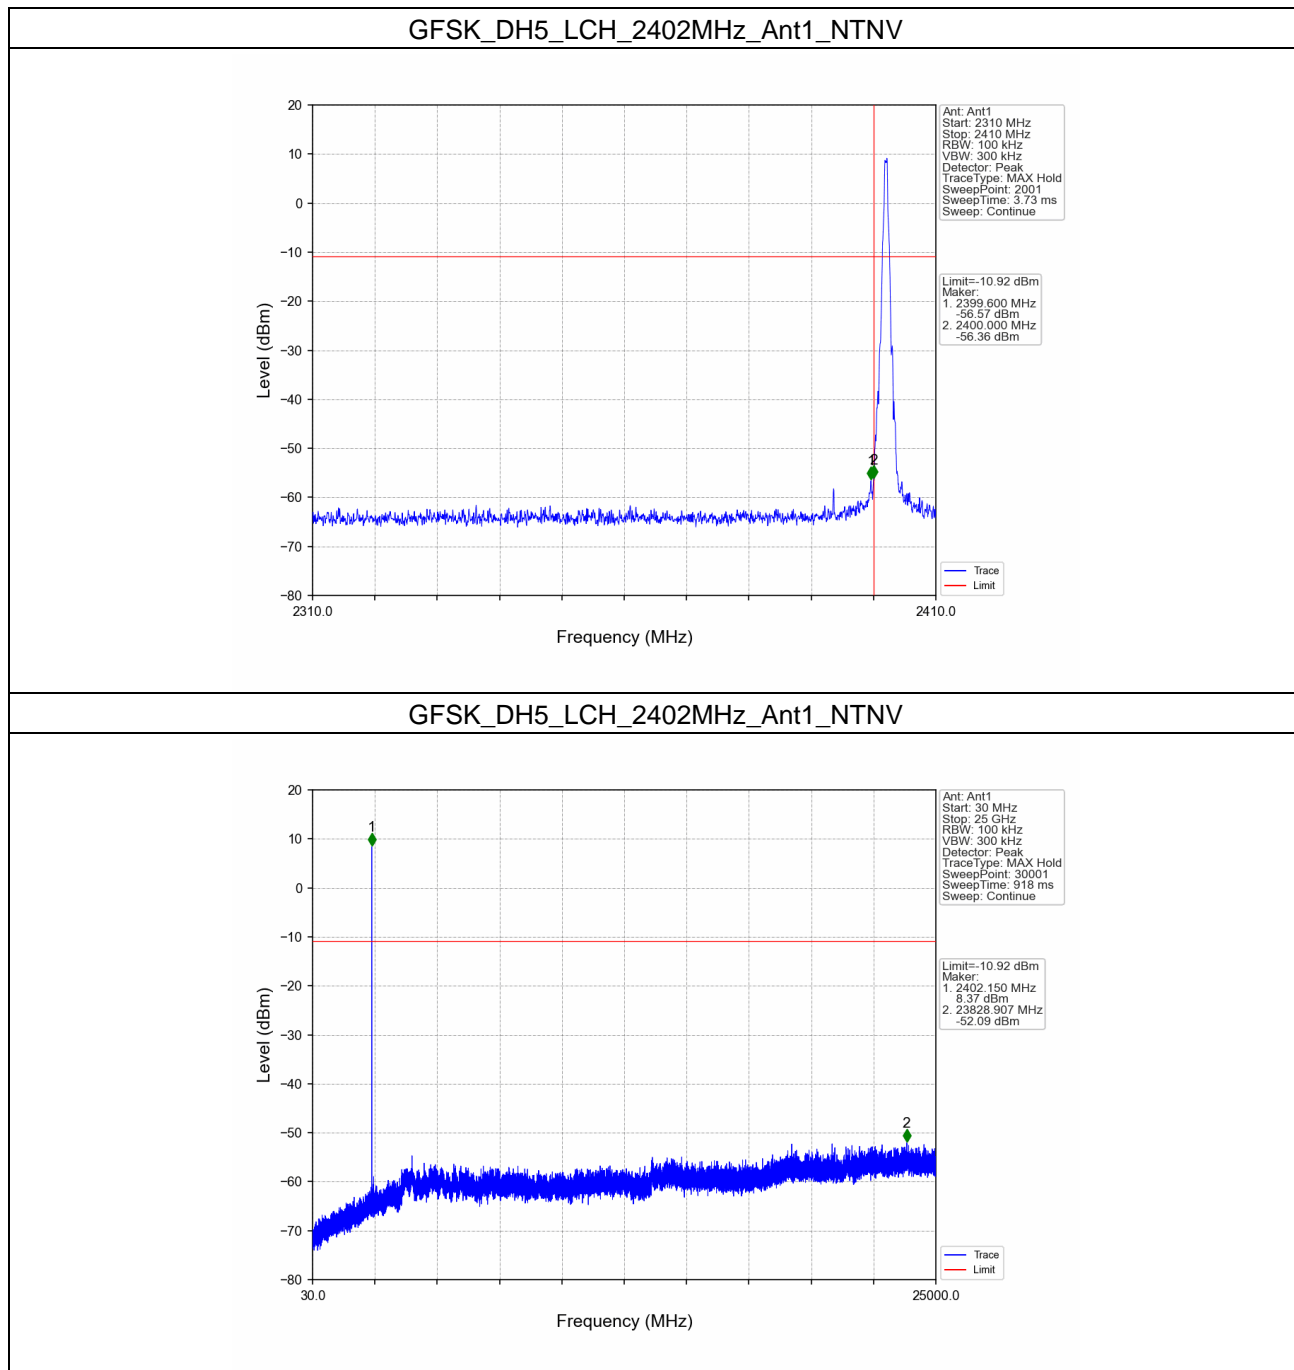 GFSK_DH5_LCH_2402MHz_Ant1_NTNV
20
10
0
−10
−20
−30
−40
−50
−60
−70
−80
Level (dBm)
2310.0
2410.0
Frequency (MHz)
Ant: Ant1
Start: 2310 MHz
Stop: 2410 MHz
RBW: 100 kHz
VBW: 300 kHz
Detector: Peak
TraceType: MAX Hold
SweepPoint: 2001
SweepTime: 3.73 ms
Sweep: Continue
Limit=-10.92 dBm
Maker:
1. 2399.600 MHz
-56.57 dBm
2. 2400.000 MHz
-56.36 dBm
1
2
Trace
Limit
GFSK_DH5_LCH_2402MHz_Ant1_NTNV
20
10
0
−10
−20
−30
−40
−50
−60
−70
−80
Level (dBm)
30.0
25000.0
Frequency (MHz)
Ant: Ant1
Start: 30 MHz
Stop: 25 GHz
RBW: 100 kHz
VBW: 300 kHz
Detector: Peak
TraceType: MAX Hold
SweepPoint: 30001
SweepTime: 918 ms
Sweep: Continue
Limit=-10.92 dBm
Maker:
1. 2402.150 MHz
8.37 dBm
2. 23828.907 MHz
-52.09 dBm
1
2
Trace
Limit